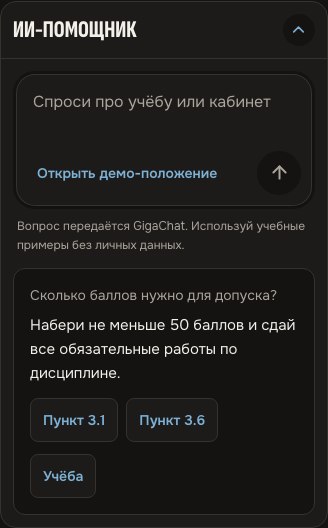 ИИ-ПОМОЩНИК
Спроси про учёбу или кабинет
Открыть демо-положение
Вопрос передаётся GigaChat. Используй учебные
примеры без личных данных.
Сколько баллов нужно для допуска?
Набери не меньше 50 баллов и сдай
все обязательные работы по
дисциплине.
Пункт 3.1 Пункт 3.6
Учёба